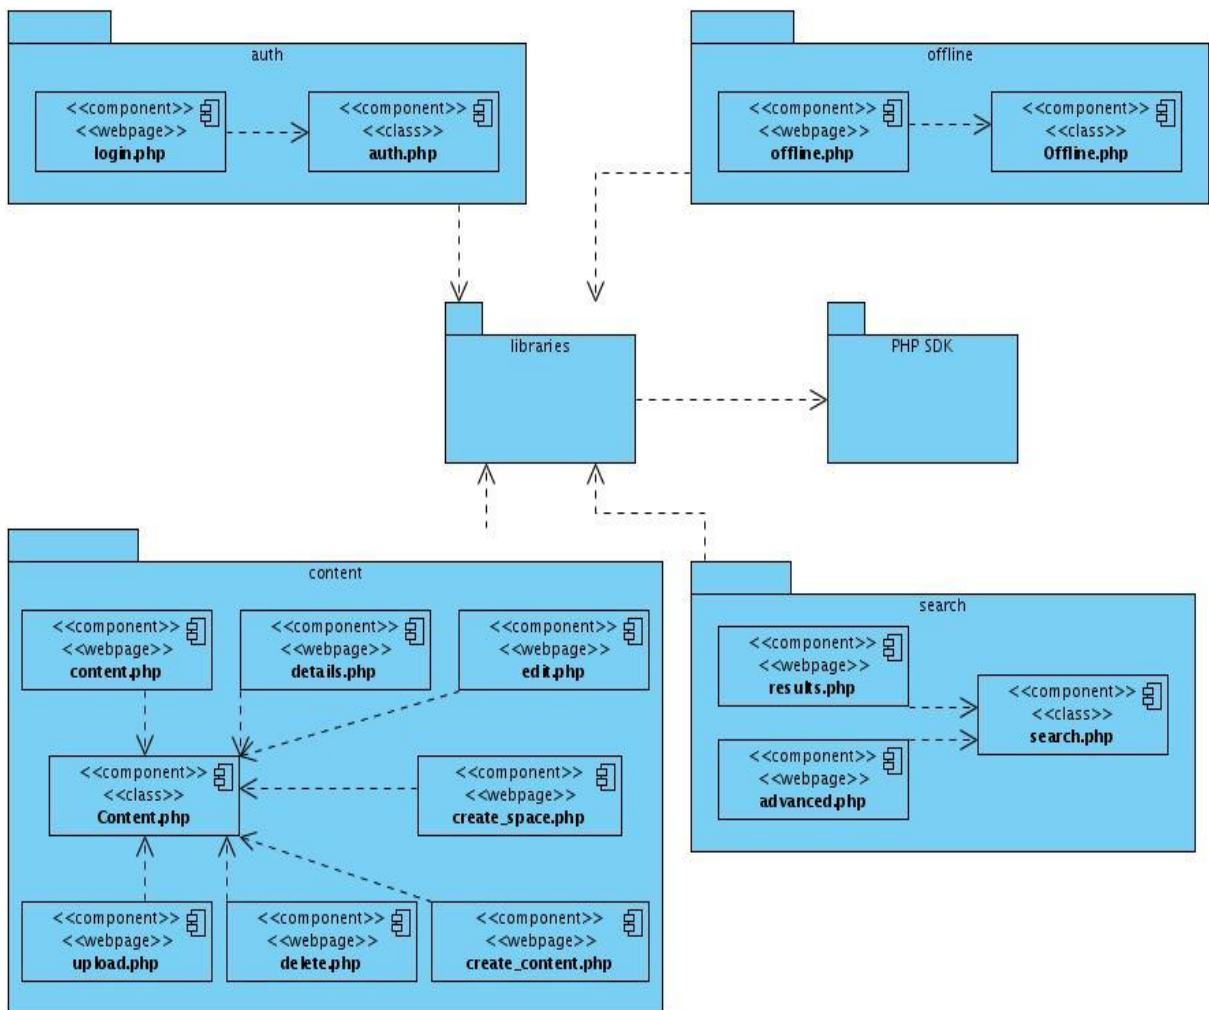 auth
<<component>>
<<webpage>>
login.php
<<component>>
<<class>>
auth.php
offline
<<component>>
<<webpage>>
offline.php
<<component>>
<<class>>
Offline.php
libraries
PHP SDK
content
<<component>>
<<webpage>>
content.php
<<component>>
<<webpage>>
details.php
<<component>>
<<webpage>>
edit.php
<<component>>
<<class>>
Content.php
<<component>>
<<webpage>>
create_space.php
<<component>>
<<webpage>>
upload.php
<<component>>
<<webpage>>
delete.php
<<component>>
<<webpage>>
create_content.php
search
<<component>>
<<webpage>>
results.php
<<component>>
<<class>>
search.php
<<component>>
<<webpage>>
advanced.php